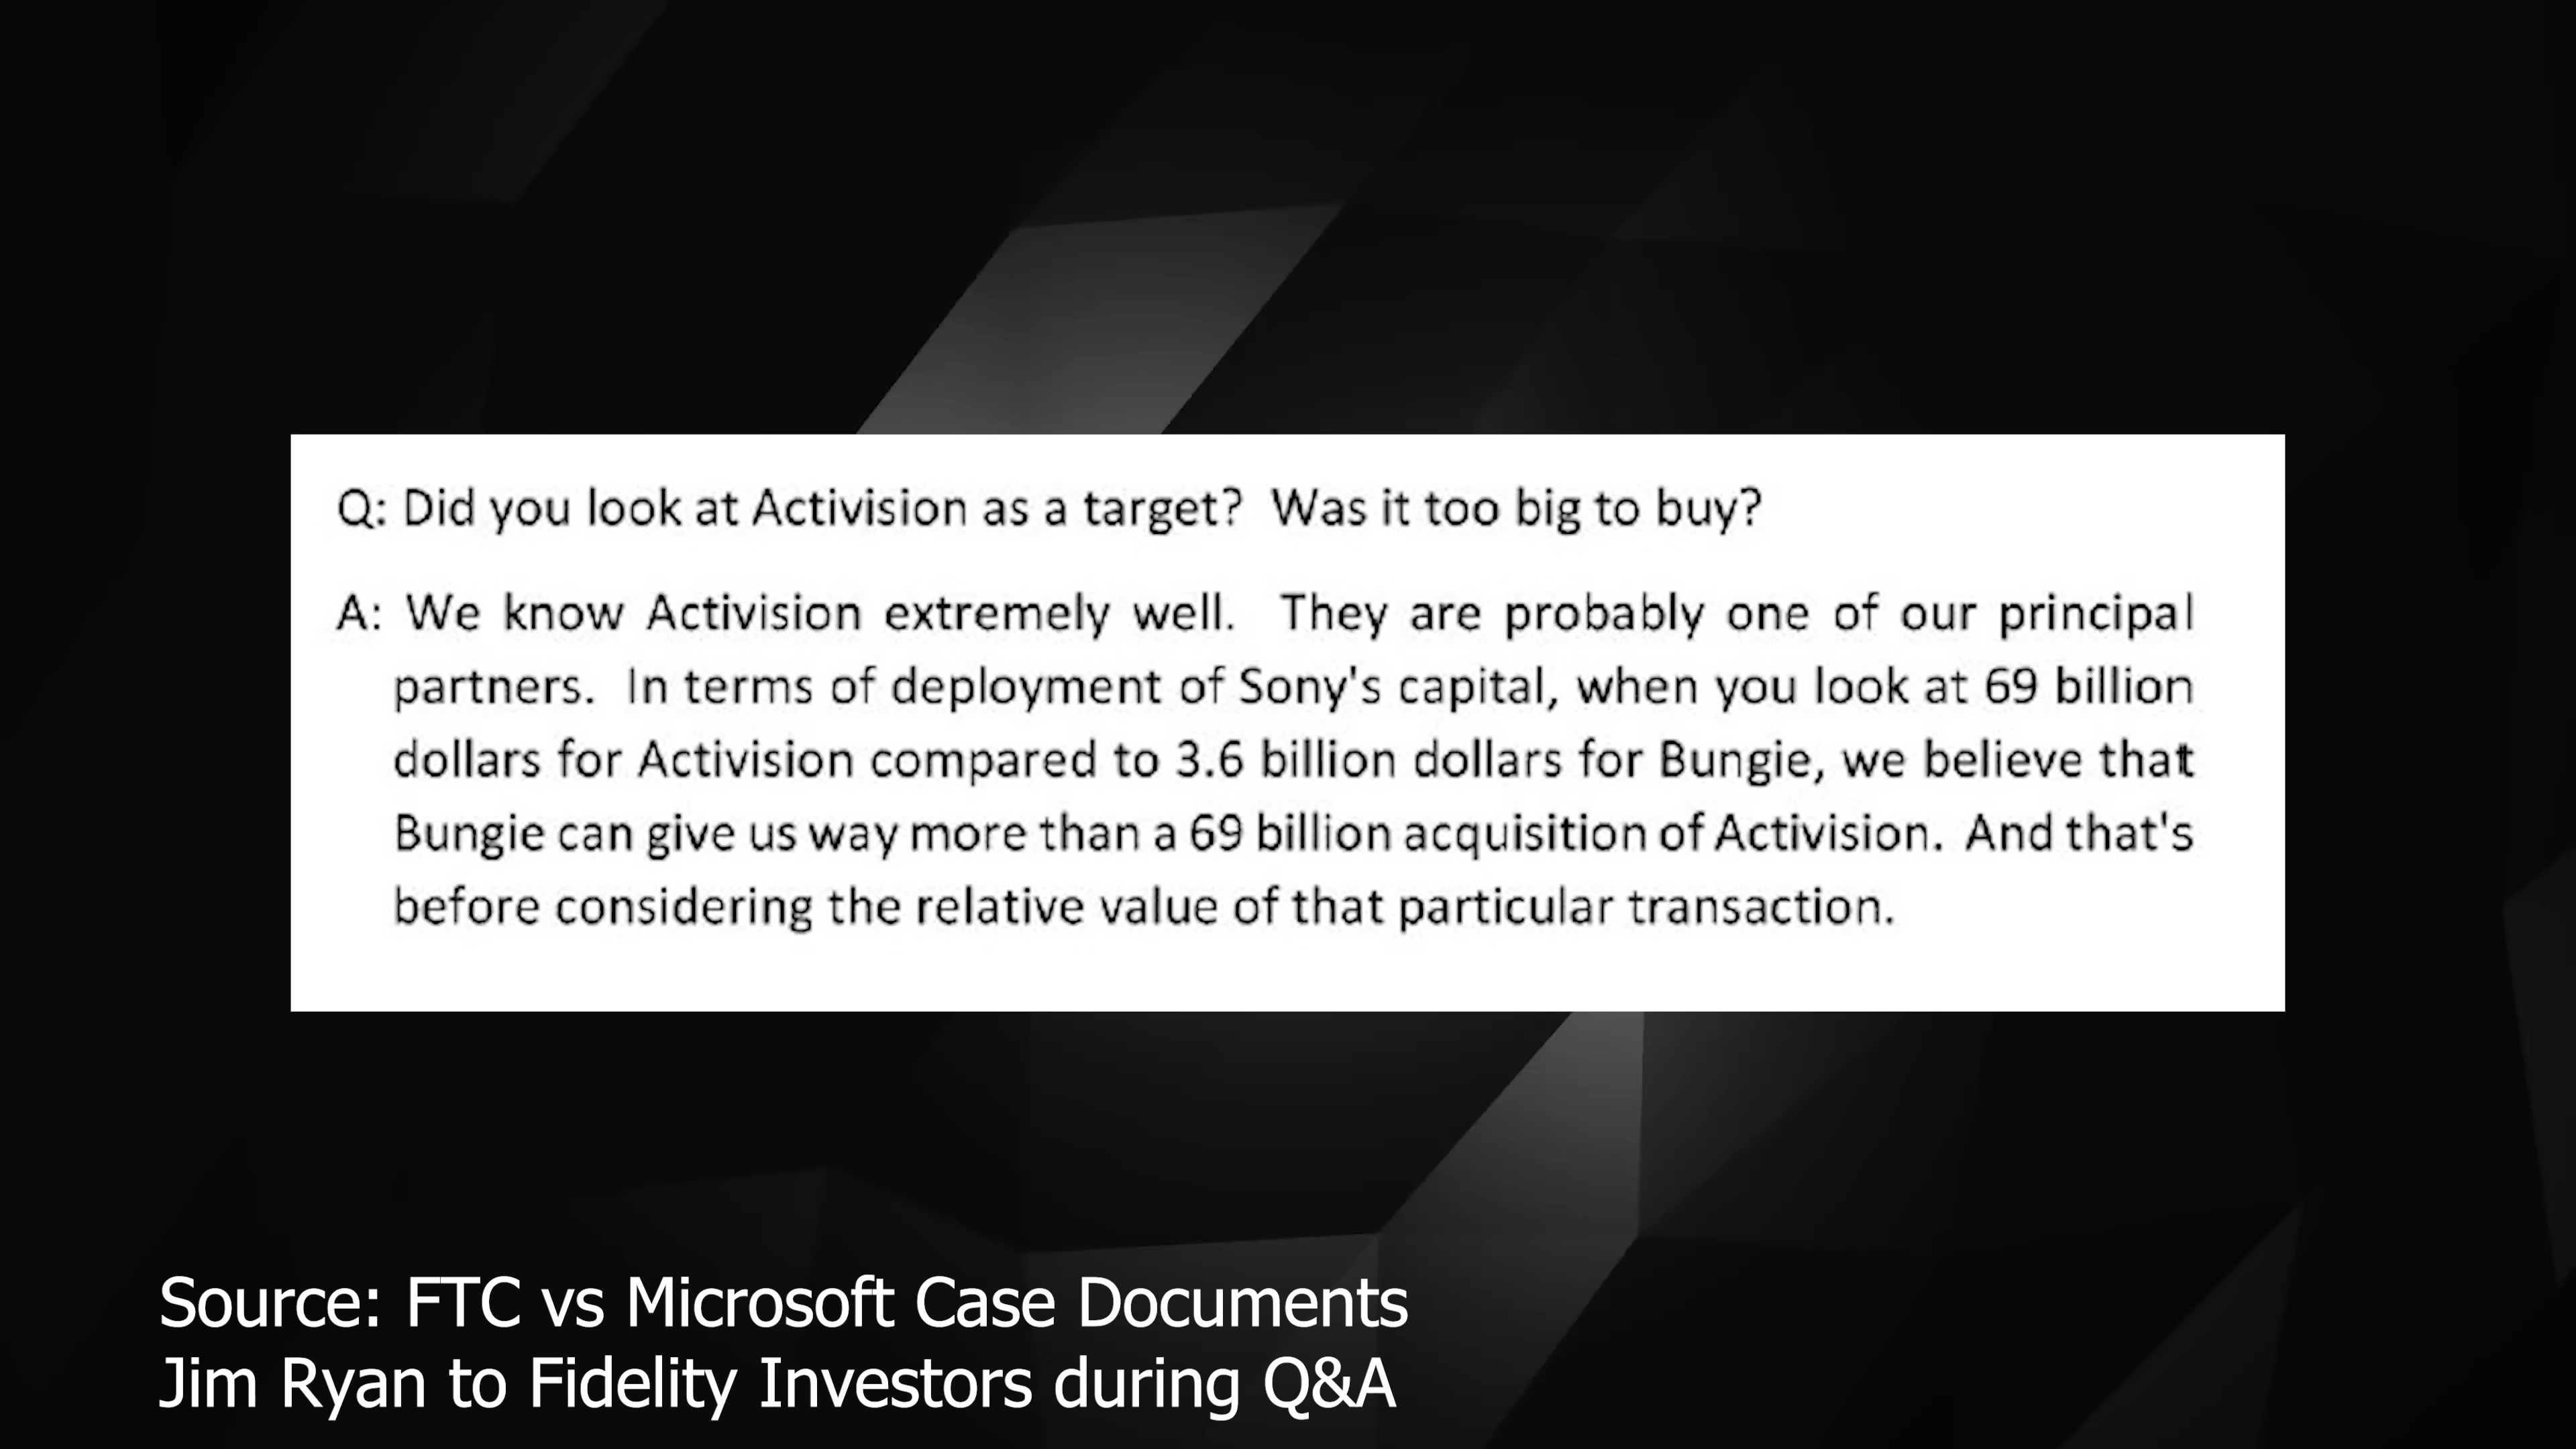 Q: Did you look at Activision as a target? Was it too big to buy?
A: We know Activision extremely well. They are probably one of our principal
partners. In terms of deployment of Sony's capital, when you look at 69 billion
dollars for Activision compared to 3.6 billion dollars for Bungie, we believe that
Bungie can give us way more than a 69 billion acquisition of Activision. And that's
before considering the relative value of that particular transaction.
Source: FTC vs Microsoft Case Documents
Jim Ryan to Fidelity Investors during Q&A